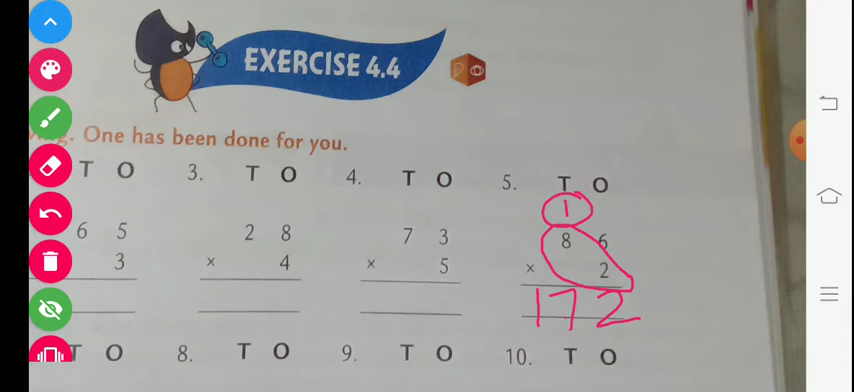 EXERCISE 4.4
One has been done for you.
T O 3. T O 4. T O 5. T O
1
6 5 2 8 7 3 8 6
3 × 4 × 5 × 2
172
T O 8. T O 9. T O 10. T O